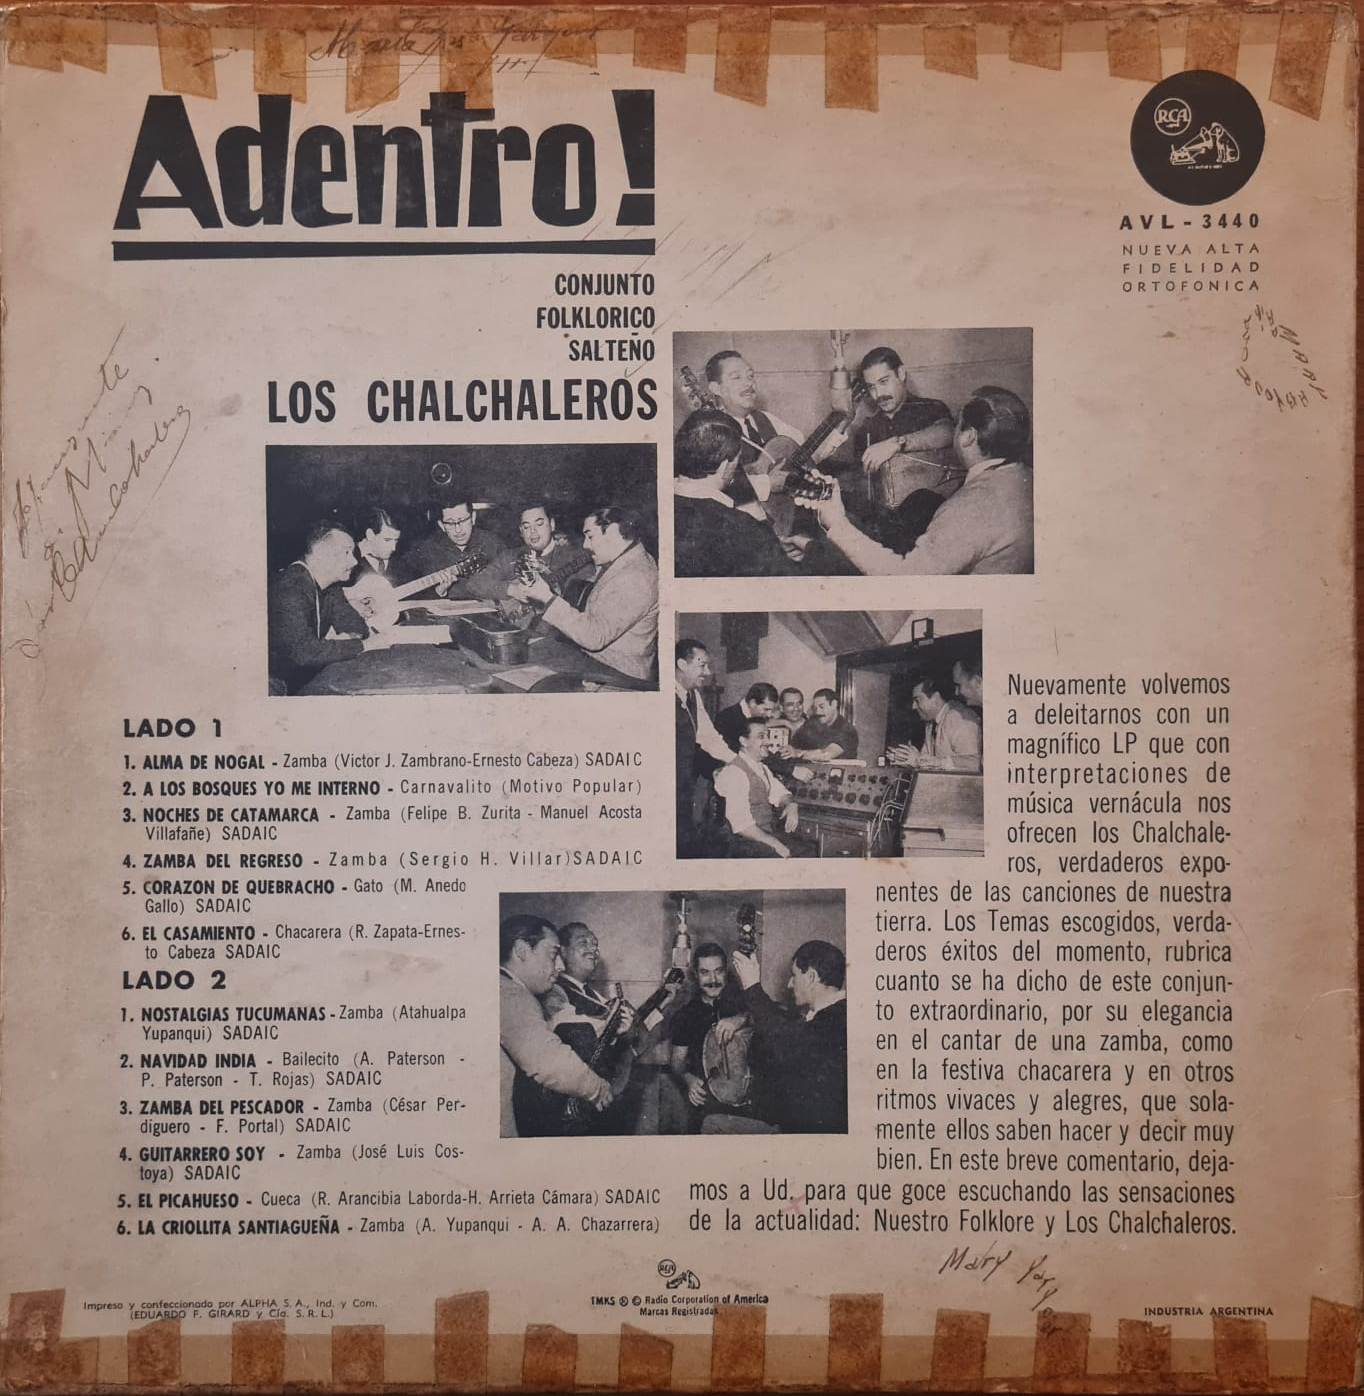 Adentro!
RCA
AVL-3440
NUEVA ALTA
FIDELIDAD
ORTOFONICA
CONJUNTO
FOLKLORICO
SALTEÑO
LOS CHALCHALEROS
LADO 1
1. ALMA DE NOGAL - Zamba (Victor J. Zambrano-Ernesto Cabeza) SADAIC
2. A LOS BOSQUES YO ME INTERNO - Carnavalito (Motivo Popular)
3. NOCHES DE CATAMARCA - Zamba (Felipe B. Zurita - Manuel Acosta
Villafañe) SADAIC
4. ZAMBA DEL REGRESO - Zamba (Sergio H. Villar)SADAIC
5. CORAZON DE QUEBRACHO - Gato (M. Anedo
Gallo) SADAIC
6. EL CASAMIENTO - Chacarera (R. Zapata-Ernes-
to Cabeza SADAIC
LADO 2
1. NOSTALGIAS TUCUMANAS - Zamba (Atahualpa
Yupanqui) SADAIC
2. NAVIDAD INDIA - Bailecito (A. Paterson -
P. Paterson - T. Rojas) SADAIC
3. ZAMBA DEL PESCADOR - Zamba (César Per-
diguero - F. Portal) SADAIC
4. GUITARRERO SOY - Zamba (José Luis Cos-
toya) SADAIC
5. EL PICAHUESO - Cueca (R. Arancibia Laborda-H. Arrieta Cámara) SADAIC
6. LA CRIOLLITA SANTIAGUEÑA - Zamba (A. Yupanqui - A. A. Chazarrera)
Nuevamente volvemos
a deleitarnos con un
magnífico LP que con
interpretaciones de
música vernácula nos
ofrecen los Chalchale-
ros, verdaderos expo-
nentes de las canciones de nuestra
tierra. Los Temas escogidos, verda-
deros éxitos del momento, rubrica
cuanto se ha dicho de este conjun-
to extraordinario, por su elegancia
en el cantar de una zamba, como
en la festiva chacarera y en otros
ritmos vivaces y alegres, que sola-
mente ellos saben hacer y decir muy
bien. En este breve comentario, deja-
mos a Ud. para que goce escuchando las sensaciones
de la actualidad: Nuestro Folklore y Los Chalchaleros.
Mary
RCA
TMKS ® © Radio Corporation of America
Marcas Registradas
Impreso y confeccionado por ALPHA S. A., Ind. y Com.
(EDUARDO F. GIRARD y Cía. S. R. L.)
INDUSTRIA ARGENTINA